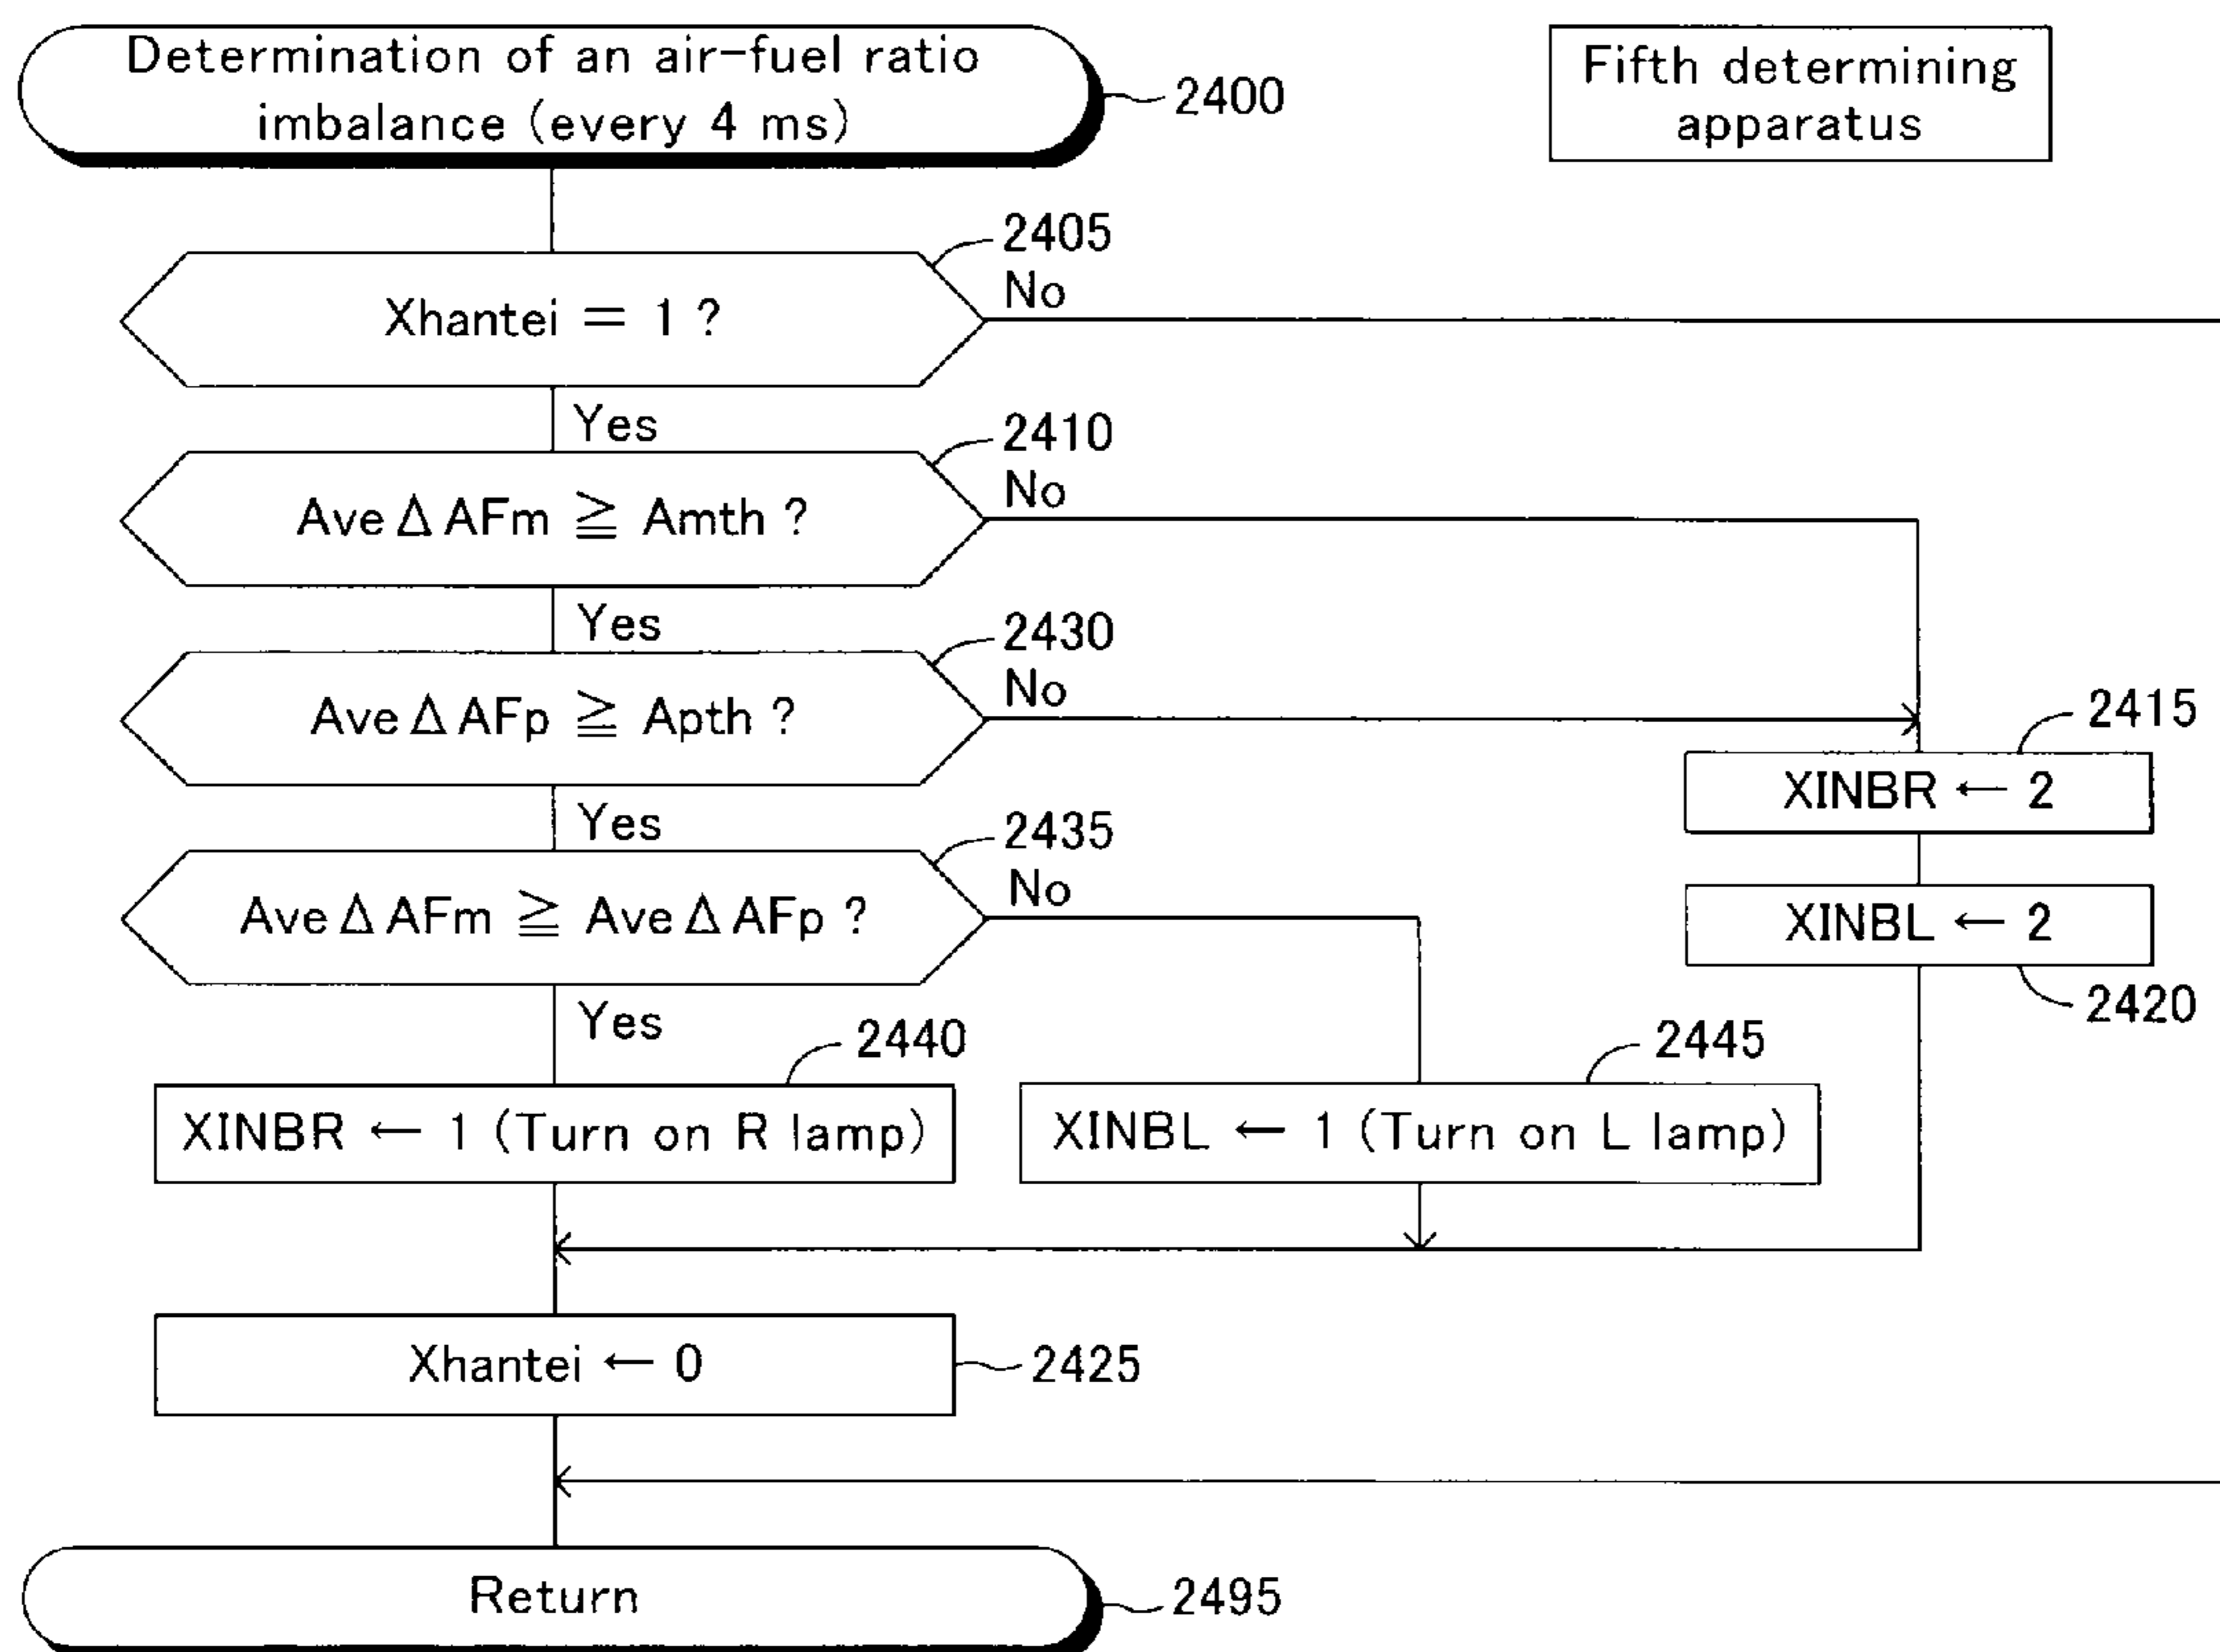 Determination of an air-fuel ratio
imbalance (every 4 ms)
2400
Fifth determining
apparatus
2405
Xhantei = 1 ?
No
Yes
2410
Ave Δ AFm ≧ Amth ?
No
Yes
2430
Ave Δ AFp ≧ Apth ?
No
Yes
2415
XINBR ← 2
2435
Ave Δ AFm ≧ Ave Δ AFp ?
No
Yes
XINBL ← 2
2420
2440
XINBR ← 1 (Turn on R lamp)
2445
XINBL ← 1 (Turn on L lamp)
Xhantei ← 0
2425
Return
2495